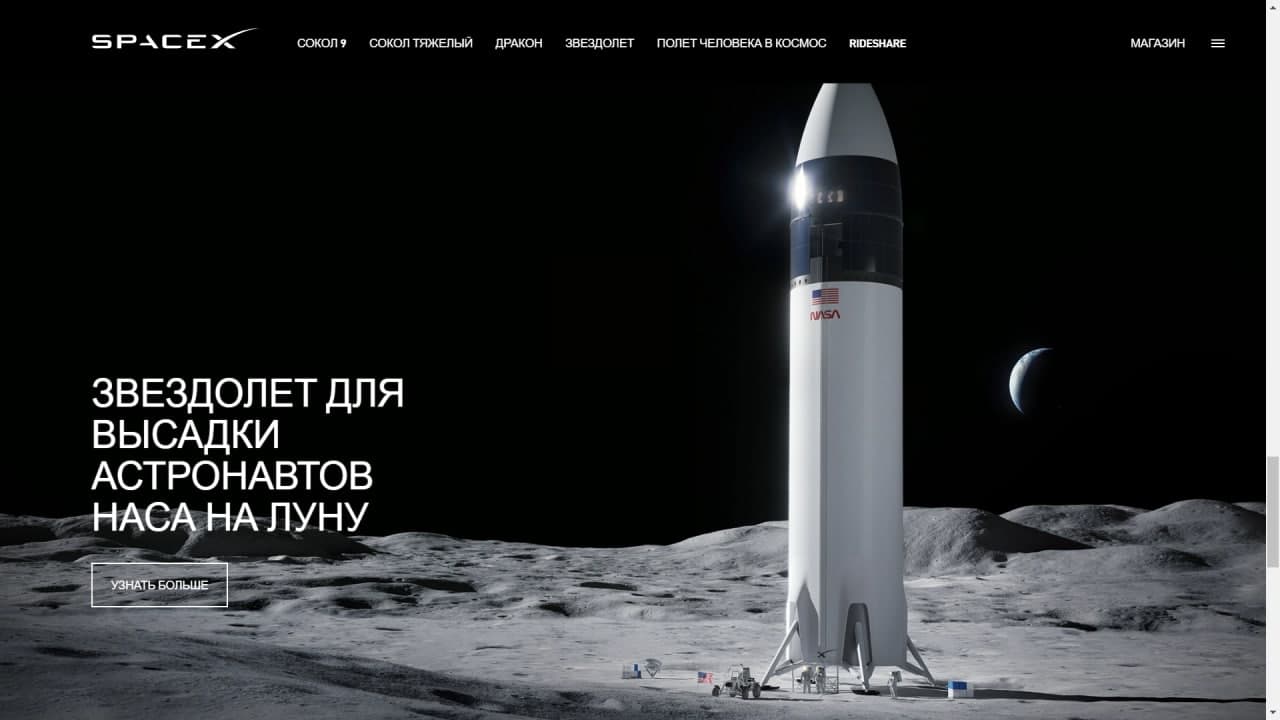 SPACEX
СОКОЛ 9
СОКОЛ ТЯЖЕЛЫЙ
ДРАКОН
ЗВЕЗДОЛЕТ
ПОЛЕТ ЧЕЛОВЕКА В КОСМОС
RIDESHARE
МАГАЗИН
NASA
ЗВЕЗДОЛЕТ ДЛЯ
ВЫСАДКИ
АСТРОНАВТОВ
НАСА НА ЛУНУ
УЗНАТЬ БОЛЬШЕ